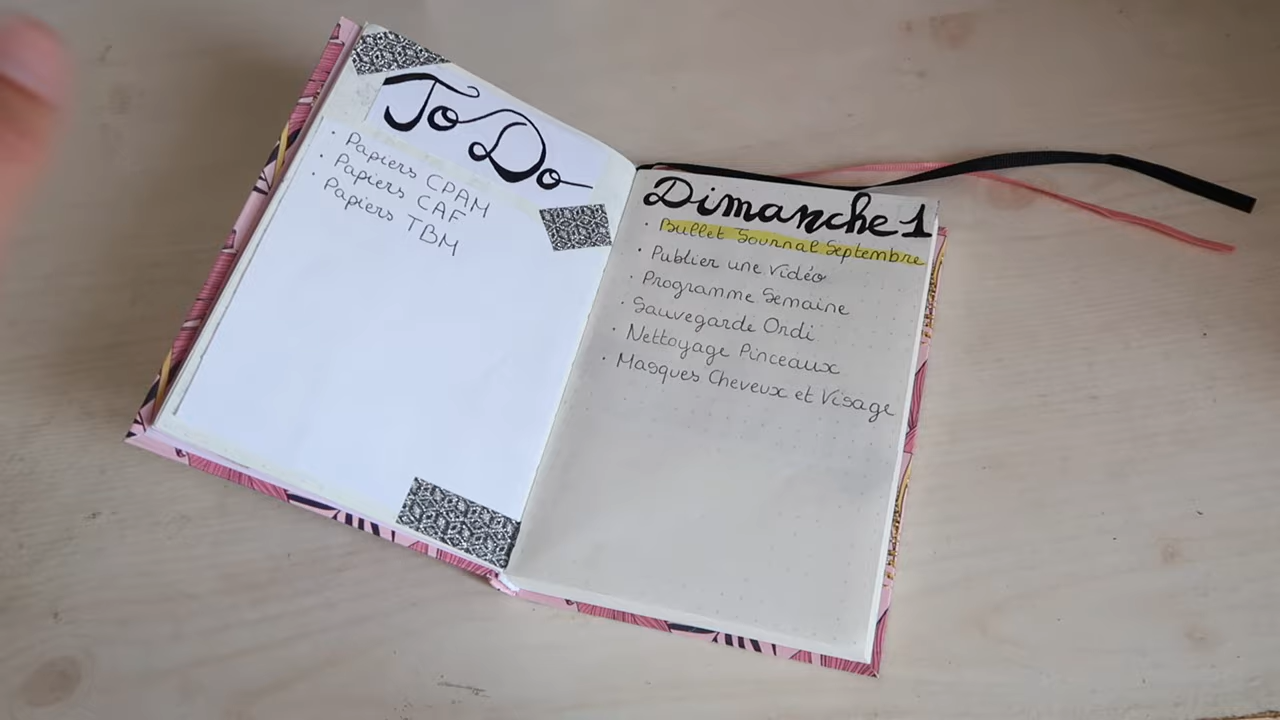 To Do
· Papiers CPAM
· Papiers CAF
· Papiers TBM
Dimanche 1
· Bullet Journal Septembre
· Publier une vidéo
· Programme Semaine
· Sauvegarde Ordi
· Nettoyage Pinceaux
· Masques Cheveux et Visage